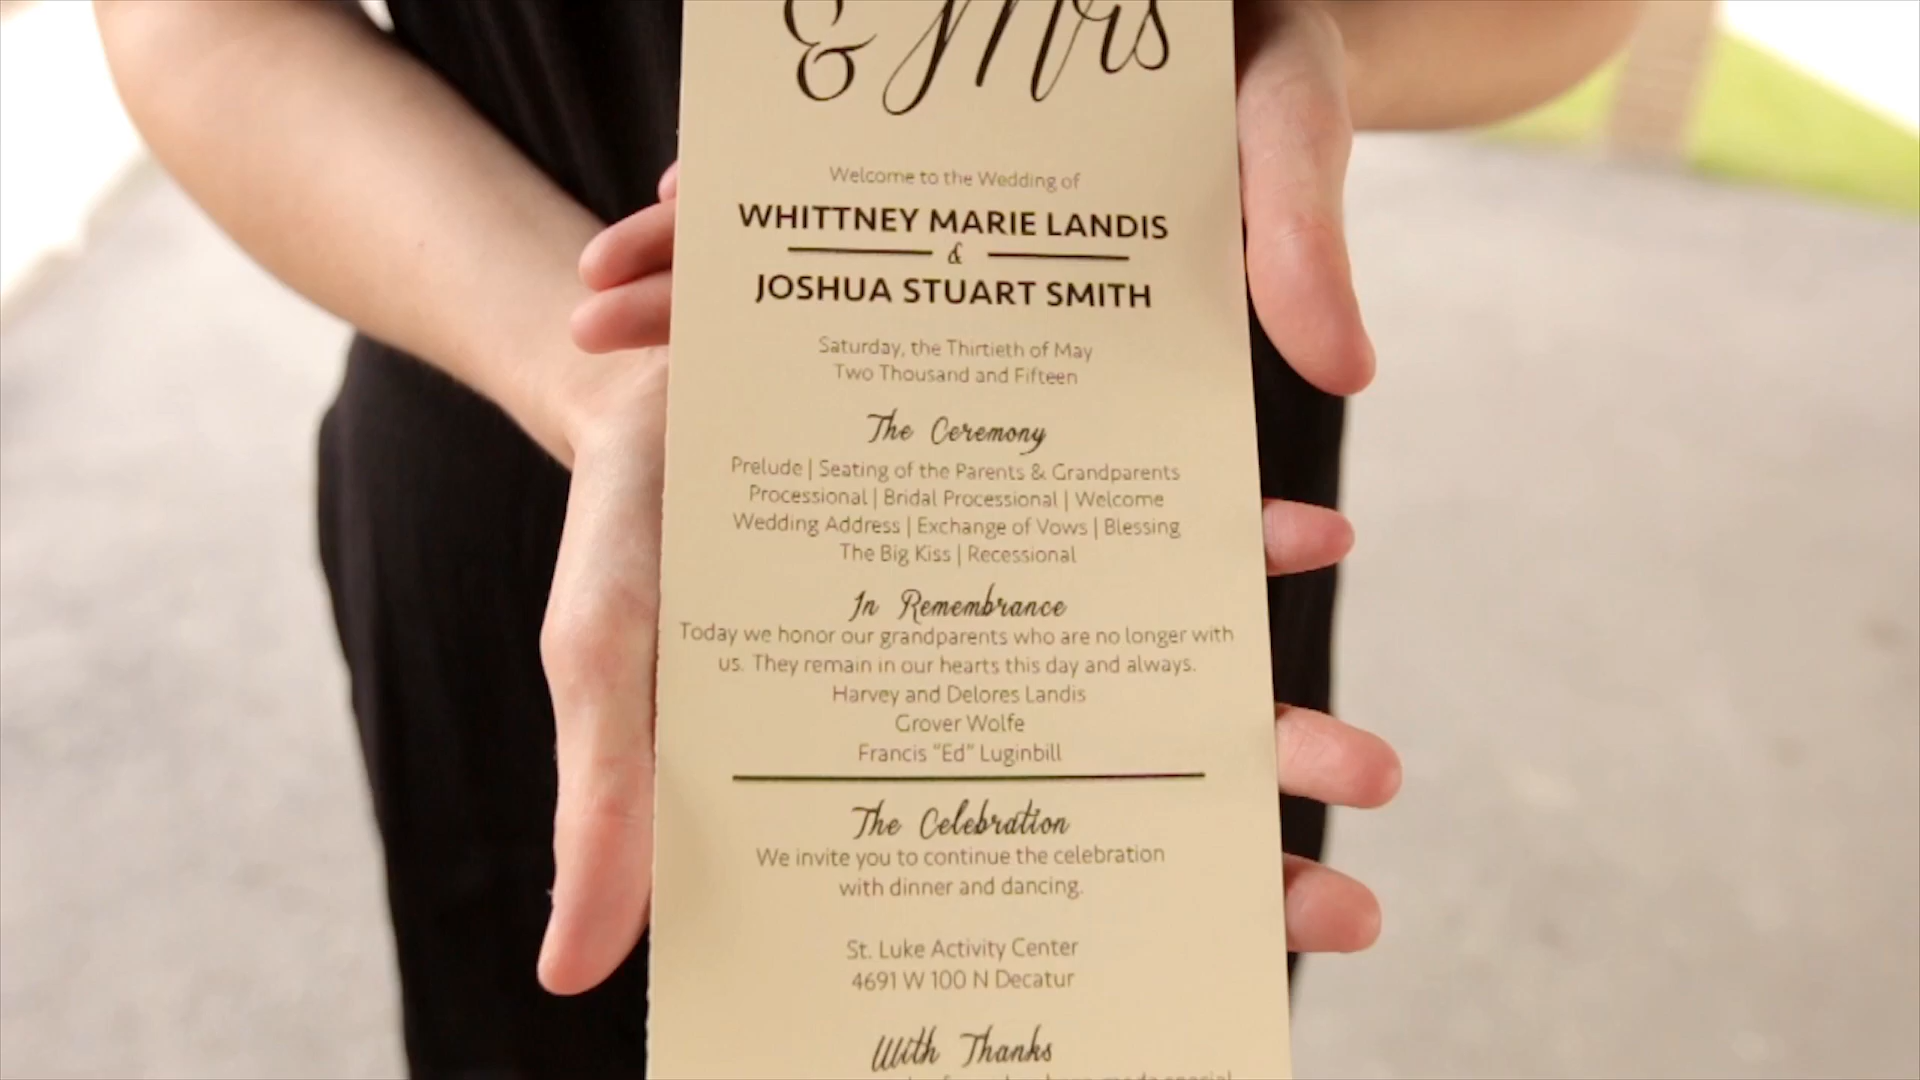 & Mrs
Welcome to the Wedding of
WHITTNEY MARIE LANDIS
&
JOSHUA STUART SMITH
Saturday, the Thirtieth of May
Two Thousand and Fifteen
The Ceremony
Prelude | Seating of the Parents & Grandparents
Processional | Bridal Processional | Welcome
Wedding Address | Exchange of Vows | Blessing
The Big Kiss | Recessional
In Remembrance
Today we honor our grandparents who are no longer with
us. They remain in our hearts this day and always.
Harvey and Delores Landis
Grover Wolfe
Francis "Ed" Luginbill
The Celebration
We invite you to continue the celebration
with dinner and dancing.
St. Luke Activity Center
4691 W 100 N Decatur
With Thanks